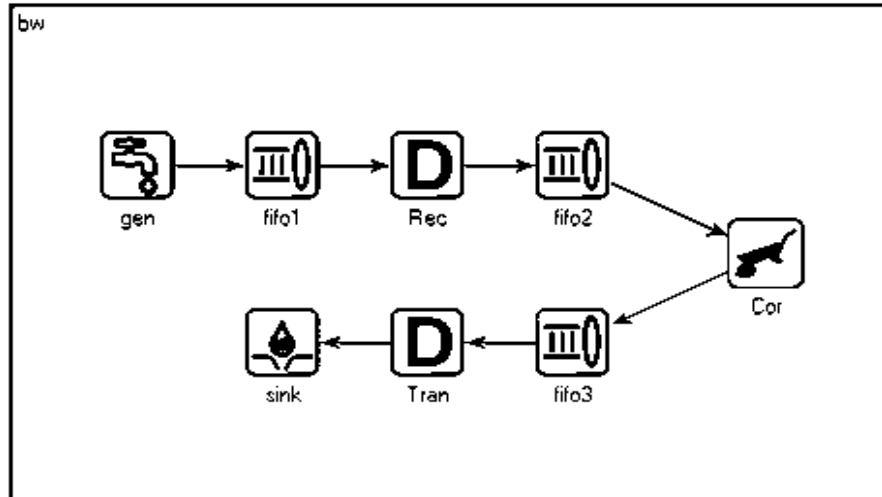 bw
D
gen
fifo1
Rec
fifo2
Cor
D
sink
Tran
fifo3